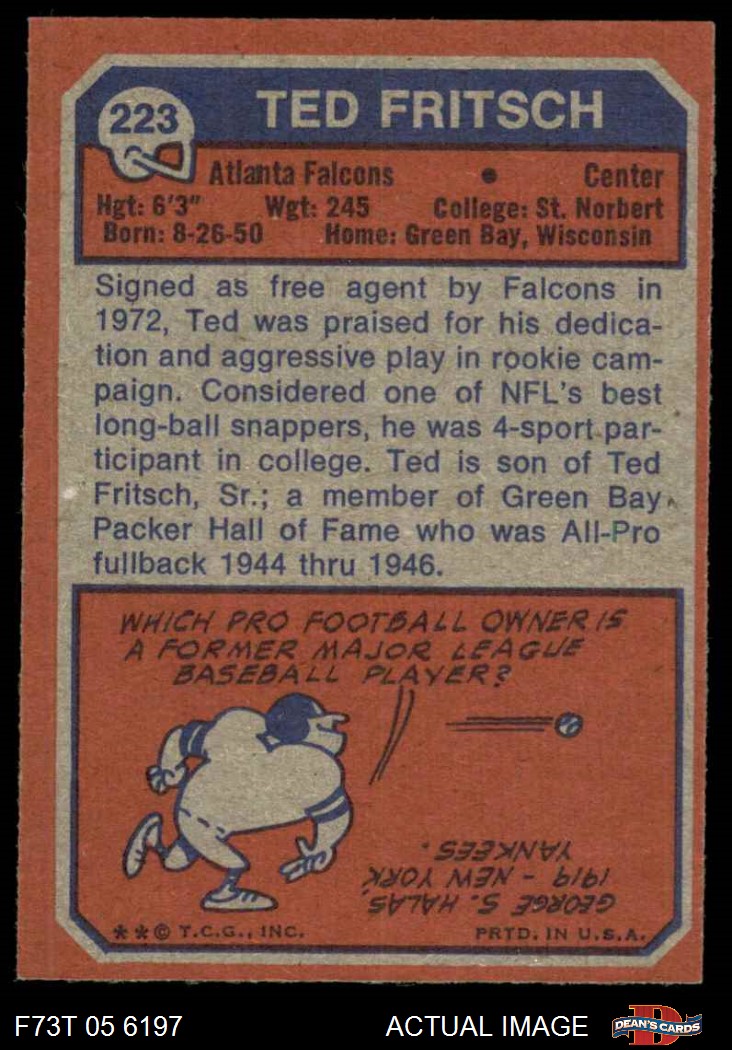 223
TED FRITSCH
Atlanta Falcons • Center
Hgt: 6'3" Wgt: 245 College: St. Norbert
Born: 8-26-50 Home: Green Bay, Wisconsin
Signed as free agent by Falcons in
1972, Ted was praised for his dedica-
tion and aggressive play in rookie cam-
paign. Considered one of NFL's best
long-ball snappers, he was 4-sport par-
ticipant in college. Ted is son of Ted
Fritsch, Sr.; a member of Green Bay
Packer Hall of Fame who was All-Pro
fullback 1944 thru 1946.
WHICH PRO FOOTBALL OWNER IS
A FORMER MAJOR LEAGUE
BASEBALL PLAYER?
GEORGE S. HALAS,
1919 - NEW YORK
YANKEES.
**© T.C.G., INC. PRTD. IN U.S.A.
F73T 05 6197 ACTUAL IMAGE
D
DEAN'S CARDS